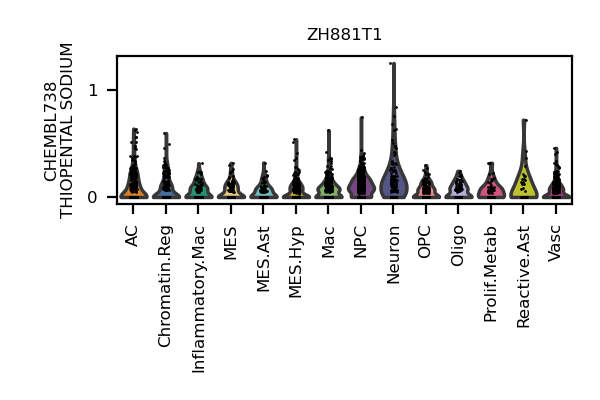 ZH881T1
CHEMBL738
THIOPENTAL SODIUM
1
0
AC
Chromatin.Reg
Inflammatory.Mac
MES
MES.Ast
MES.Hyp
Mac
NPC
Neuron
OPC
Oligo
Prolif.Metab
Reactive.Ast
Vasc